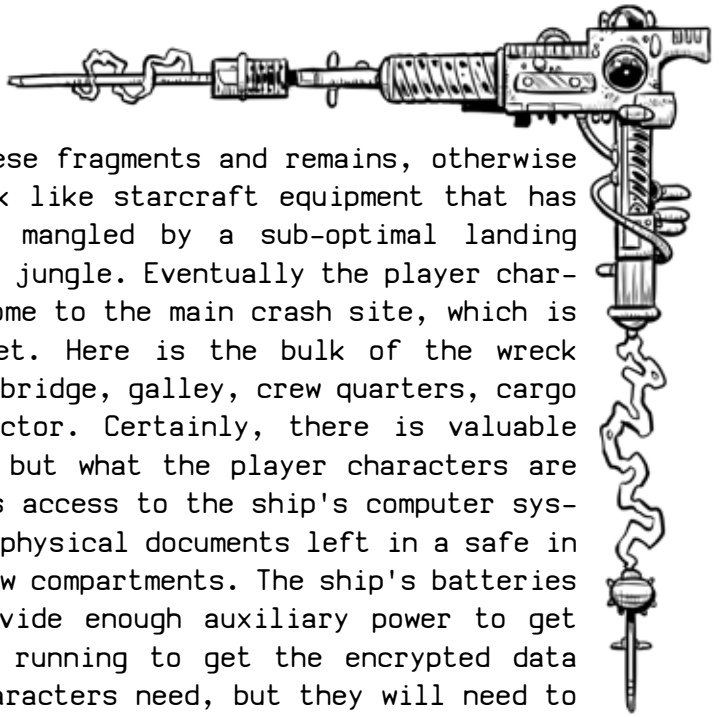 ese fragments and remains, otherwise
k like starcraft equipment that has
mangled by a sub-optimal landing
jungle. Eventually the player char-
ome to the main crash site, which is
et. Here is the bulk of the wreck
bridge, galley, crew quarters, cargo
ctor. Certainly, there is valuable
but what the player characters are
s access to the ship's computer sys-
physical documents left in a safe in
w compartments. The ship's batteries
vide enough auxiliary power to get
running to get the encrypted data
aracters need, but they will need to